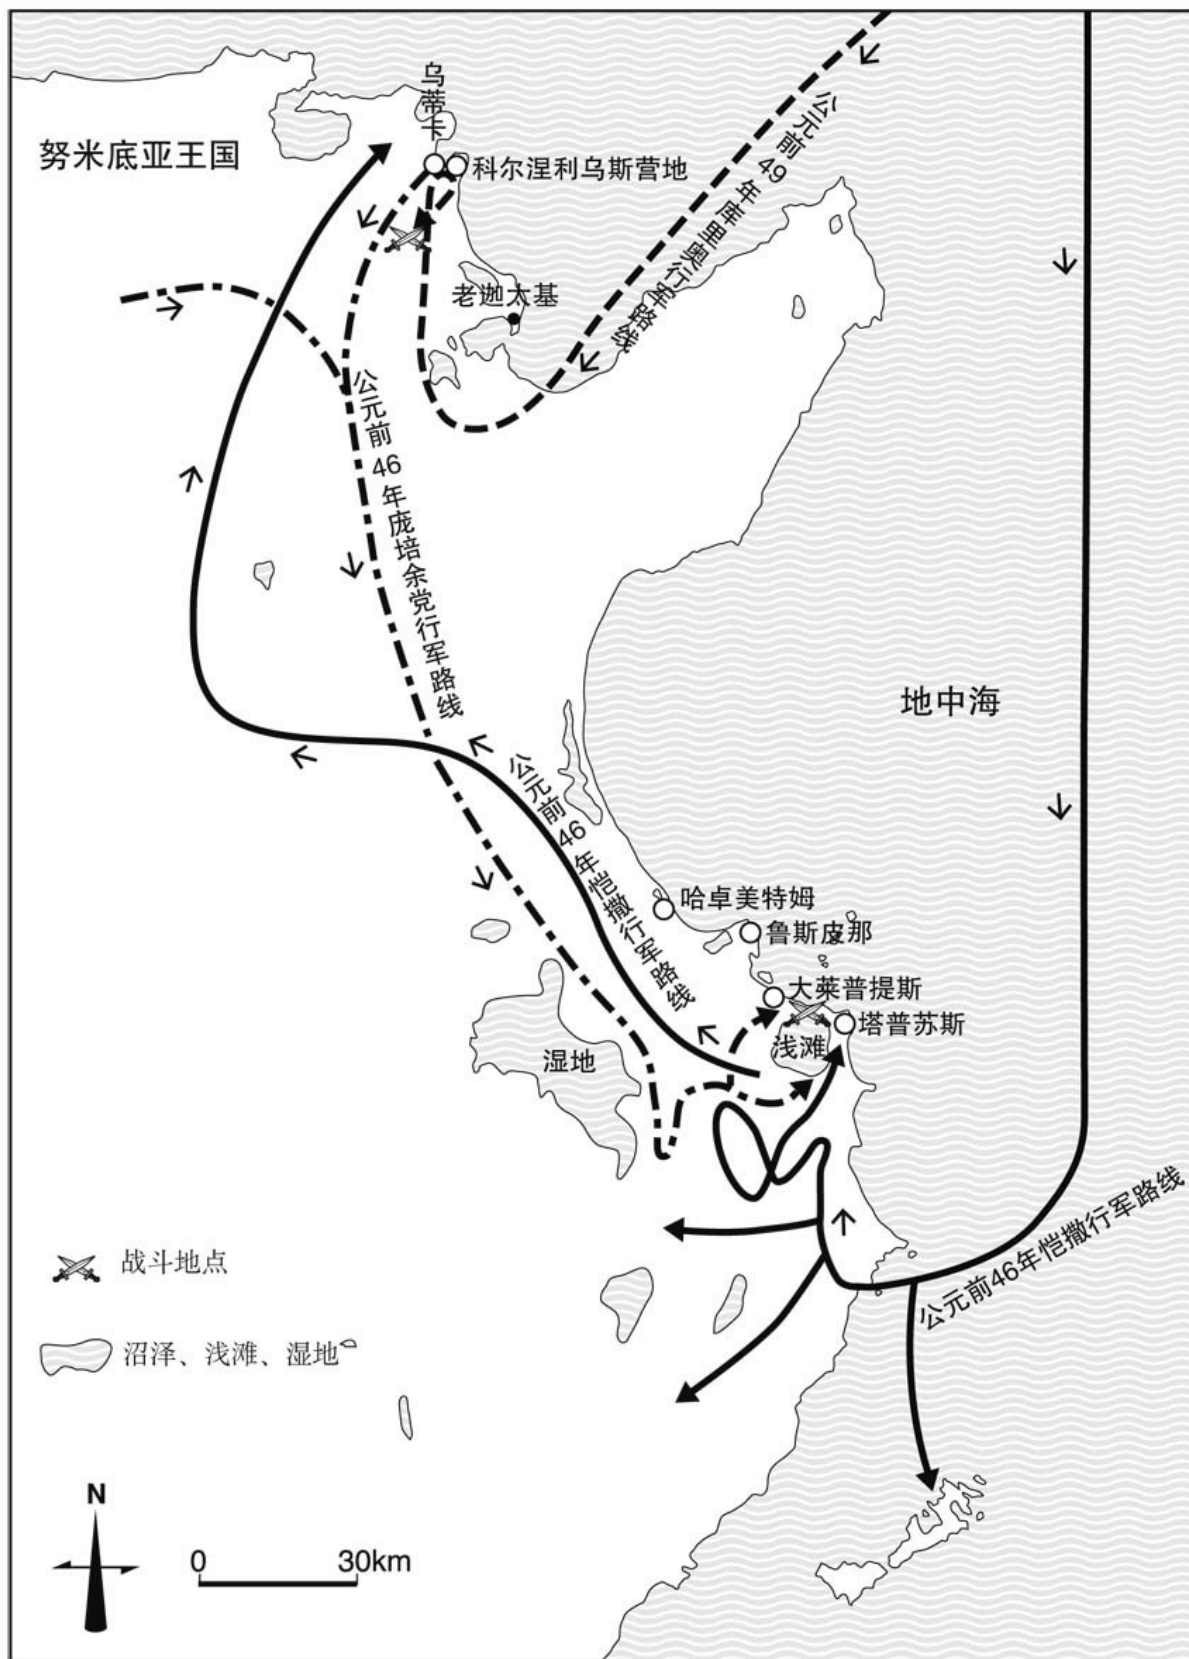 乌蒂卡
努米底亚王国
科尔涅利乌斯营地
公元前49年库里奥行军路线
老迦太基
公元前46年庞培余党行军路线
地中海
公元前46年恺撒行军路线
哈卓美特姆
鲁斯皮那
大莱普提斯
塔普苏斯
浅滩
湿地
公元前46年恺撒行军路线
战斗地点
沼泽、浅滩、湿地
N
0 30km